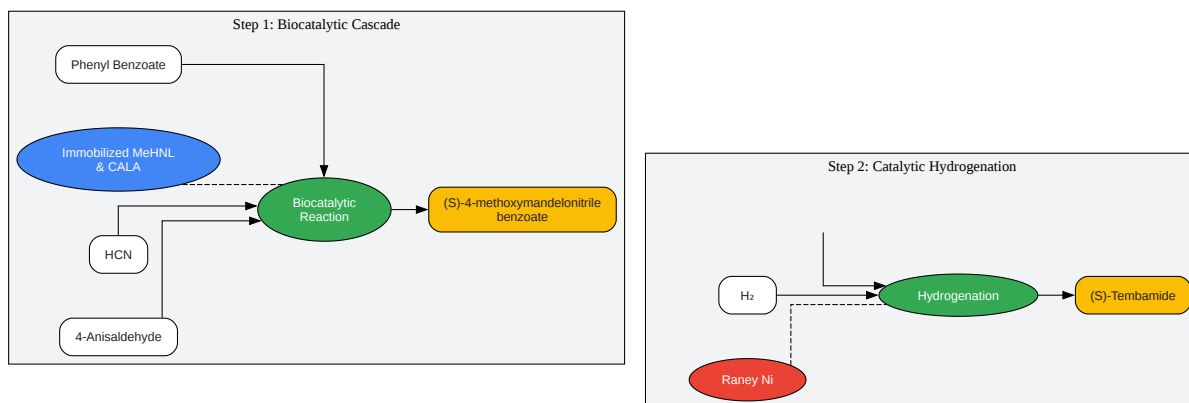 Step 1: Biocatalytic Cascade
Phenyl Benzoate
Immobilized MeHNL
& CALA
Biocatalytic
Reaction
(S)-4-methoxymandelonitrile
benzoate
HCN
4-Anisaldehyde
Step 2: Catalytic Hydrogenation
H₂
Hydrogenation
(S)-Tembamide
Raney Ni